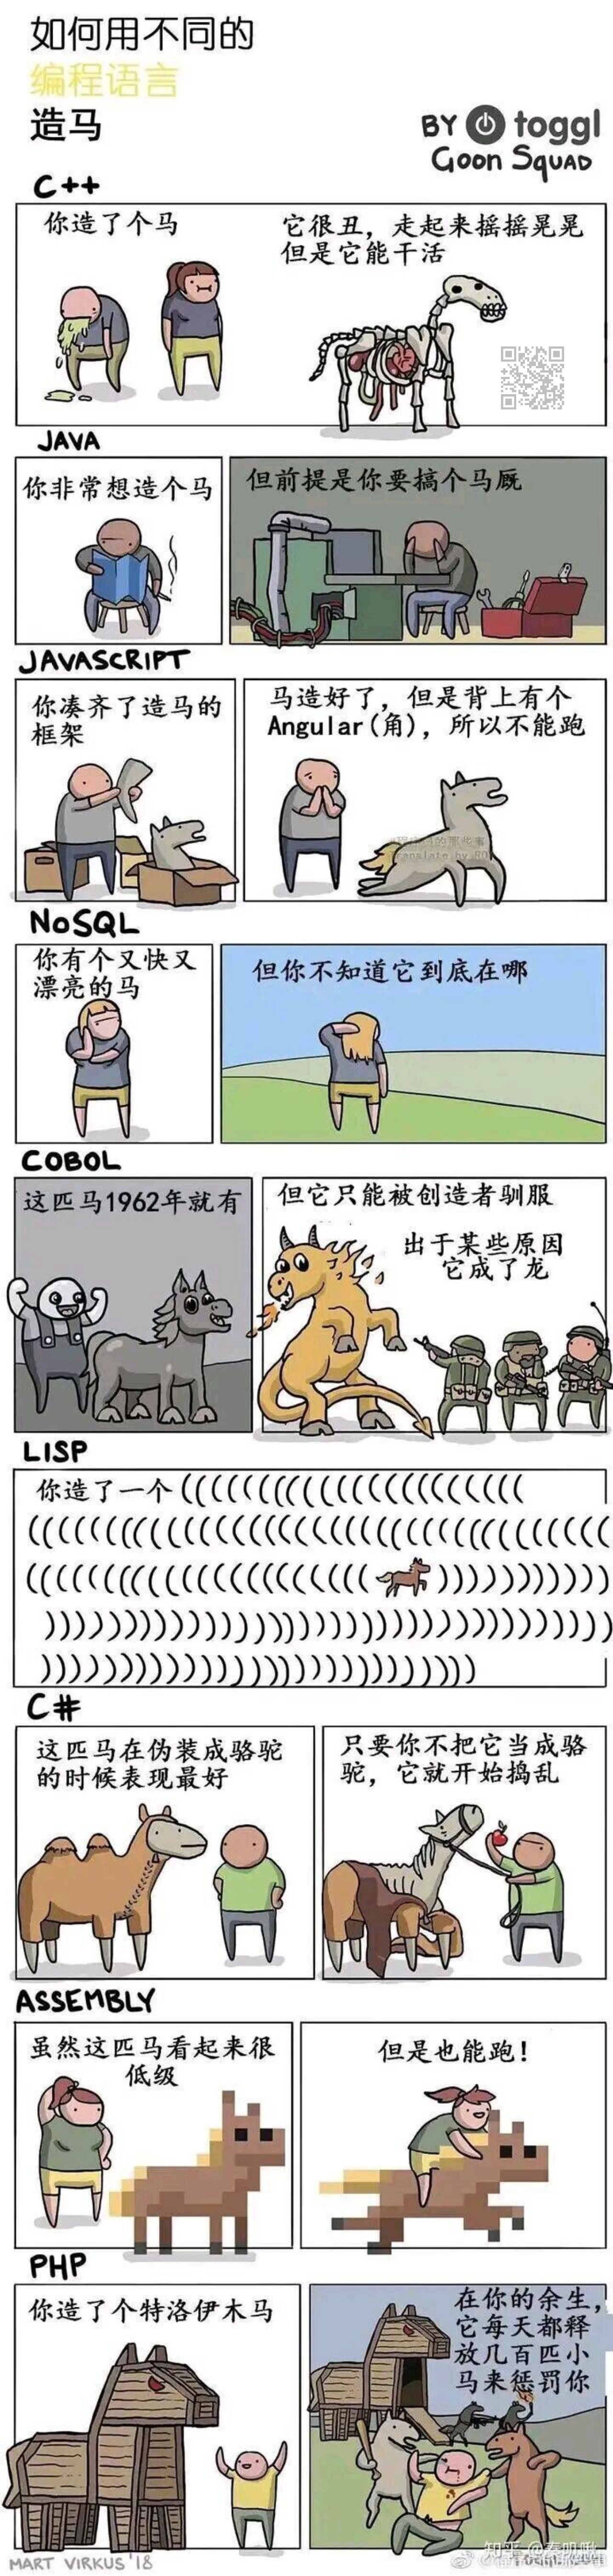 如何用不同的
编程语言
造马
BY toggl
GOON SQUAD
C++
你造了个马
它很丑，走起来摇摇晃晃
但是它能干活
JAVA
你非常想造个马
但前提是你要搞个马厩
JAVASCRIPT
你凑齐了造马的
框架
马造好了，但是背上有个
Angular(角)，所以不能跑
NoSQL
你有个又快又
漂亮的马
但你不知道它到底在哪
COBOL
这匹马1962年就有
但它只能被创造者驯服
出于某些原因
它成了龙
LISP
你造了一个(((((((((((((((((((((((
((((((((((((((((((((((((((((((((((((((
(((((((((((((((((((((((( ))))))))))))
))))))))))))))))))))))))))))))))))))))
))))))))))))))))))))))))))))
C#
这匹马在伪装成骆驼
的时候表现最好
只要你不把它当成骆
驼，它就开始捣乱
ASSEMBLY
虽然这匹马看起来很
低级
但是也能跑！
PHP
你造了个特洛伊木马
在你的余生，
它每天都释
放几百匹小
马来惩罚你
MART VIRKUS '18